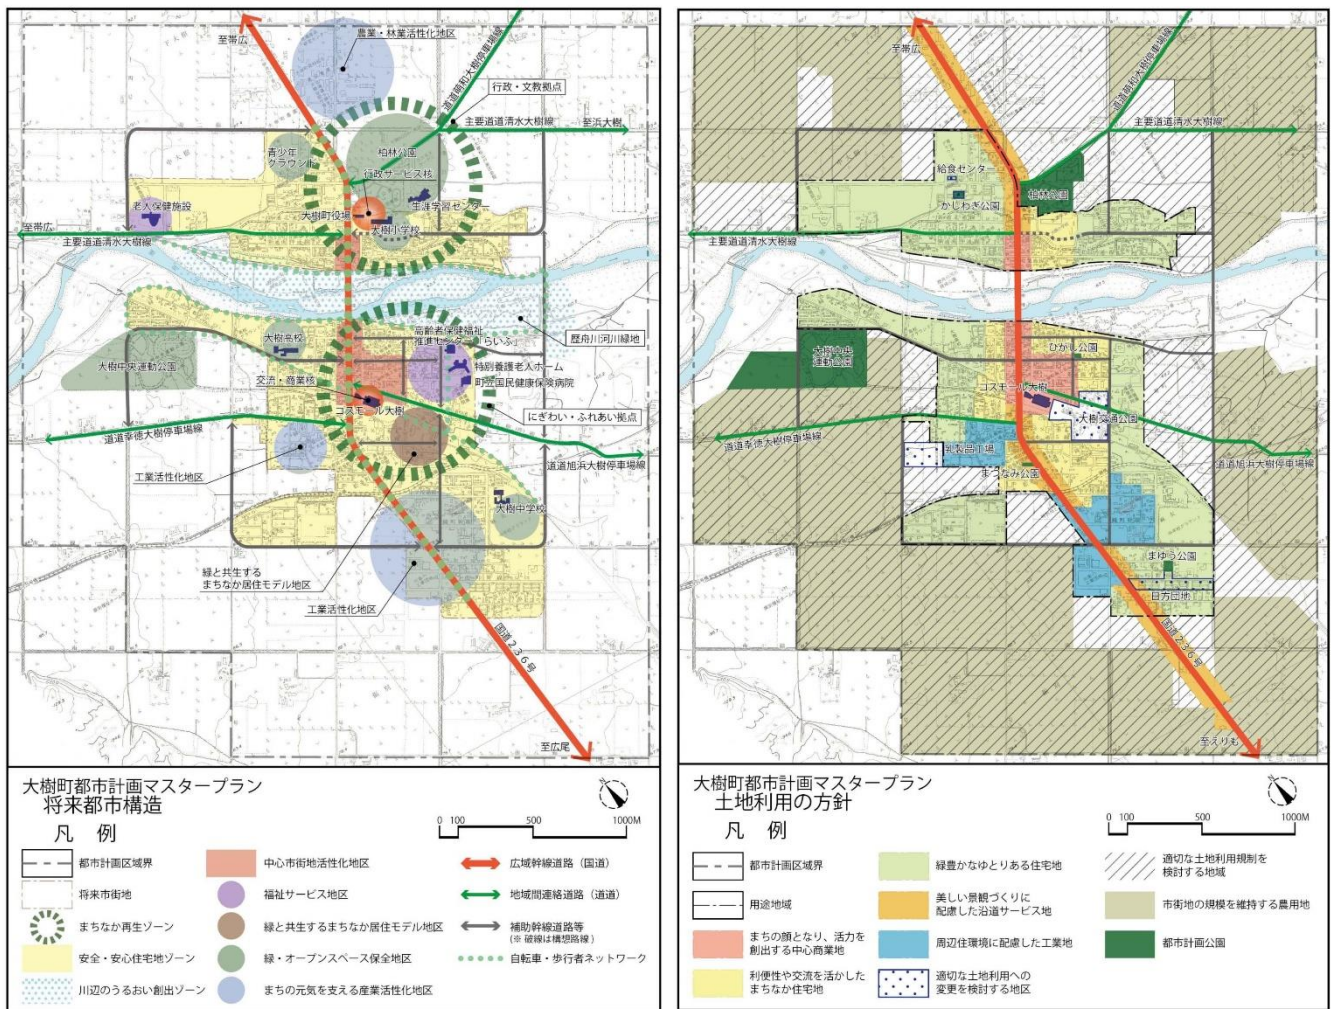 至帯広
農業・林業活性化地区
道道萌和大樹停車場線
行政・文教拠点
主要道道清水大樹線
至浜大樹
青少年
グラウンド
柏林公園
行政サービス核
老人保健施設
生涯学習センター
大樹町役場
大樹小学校
至帯広
主要道道清水大樹線
大樹高校
高齢者保健福祉
推進センター「らいふ」
歴舟川河川緑地
特別養護老人ホーム
町立国民健康保険病院
大樹中央運動公園
交流・商業核
コスモール大樹
にぎわい・ふれあい拠点
道道幸徳大樹停車場線
道道旭浜大樹停車場線
工業活性化地区
大樹中学校
緑と共生する
まちなか居住モデル地区
工業活性化地区
国道236号
至広尾
大樹町都市計画マスタープラン
将来都市構造
凡 例
0 100 500 1000M
都市計画区域界
将来市街地
まちなか再生ゾーン
安全・安心住宅地ゾーン
川辺のうるおい創出ゾーン
中心市街地活性化地区
福祉サービス地区
緑と共生するまちなか居住モデル地区
緑・オープンスペース保全地区
まちの元気を支える産業活性化地区
広域幹線道路（国道）
地域間連絡道路（道道）
補助幹線道路等
（※ 破線は構想路線）
自転車・歩行者ネットワーク
至帯広
道道萌和大樹停車場線
主要道道清水大樹線
給食センター
かしわぎ公園
柏林公園
主要道道清水大樹線
大樹中央
運動公園
ひがし公園
コスモール大樹
大樹交通公園
道道幸徳大樹停車場線
乳製品工場
道道旭浜大樹停車場線
まつなみ公園
まゆう公園
日方団地
国道236号
至えりも
大樹町都市計画マスタープラン
土地利用の方針
凡 例
0 100 500 1000M
都市計画区域界
用途地域
まちの顔となり、活力を
創出する中心商業地
利便性や交流を活かした
まちなか住宅地
緑豊かなゆとりある住宅地
美しい景観づくりに
配慮した沿道サービス地
周辺住環境に配慮した工業地
適切な土地利用への
変更を検討する地区
適切な土地利用規制を
検討する地域
市街地の規模を維持する農用地
都市計画公園